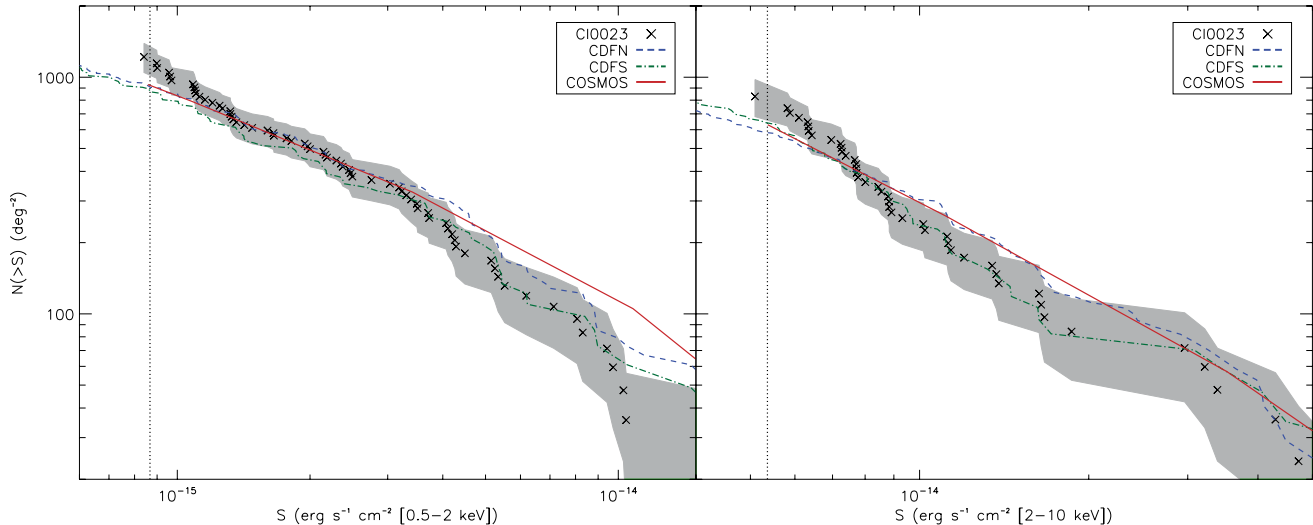 Cl0023 ×
CDFN
CDFS
COSMOS
Cl0023 ×
CDFN
CDFS
COSMOS
1000
100
N(>S) (deg⁻²)
10⁻¹⁵
10⁻¹⁴
10⁻¹⁴
S (erg s⁻¹ cm⁻² [0.5−2 keV])
S (erg s⁻¹ cm⁻² [2−10 keV])